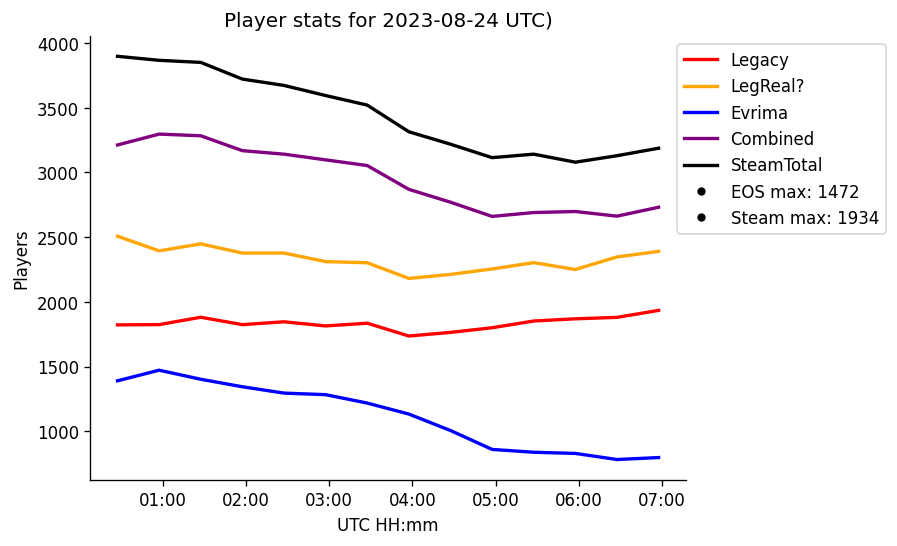 Player stats for 2023-08-24 UTC)
4000
3500
3000
2500
2000
1500
1000
Players
01:00 02:00 03:00 04:00 05:00 06:00 07:00
UTC HH:mm
Legacy
LegReal?
Evrima
Combined
SteamTotal
EOS max: 1472
Steam max: 1934